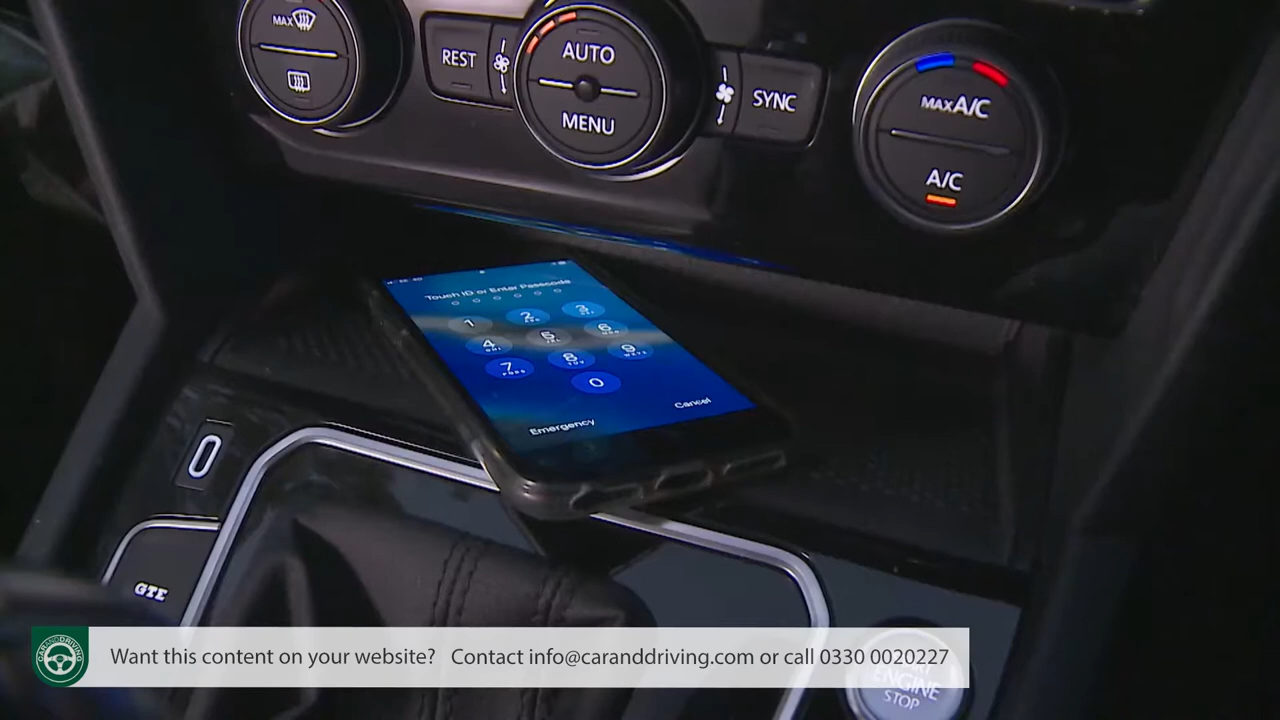 MAX
REST
AUTO
MENU
SYNC
MAX A/C
A/C
Touch ID or Enter Passcode
1
2
3
4
5
6
7
8
9
0
Emergency
Cancel
GTE
CARANDDRIVING
Want this content on your website? Contact info@caranddriving.com or call 0330 0020227
ENGINE
STOP